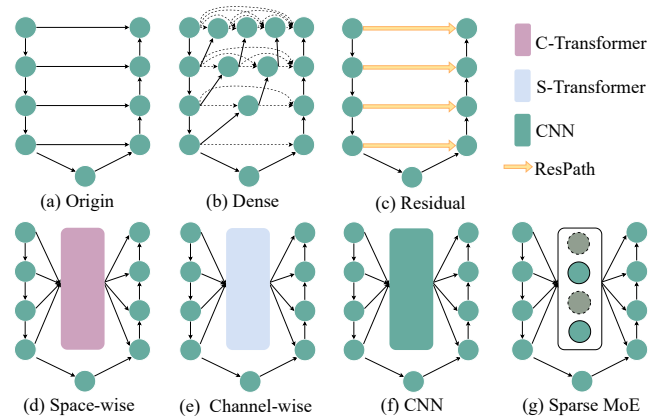 C-Transformer
S-Transformer
CNN
ResPath
(a) Origin
(b) Dense
(c) Residual
(d) Space-wise
(e) Channel-wise
(f) CNN
(g) Sparse MoE